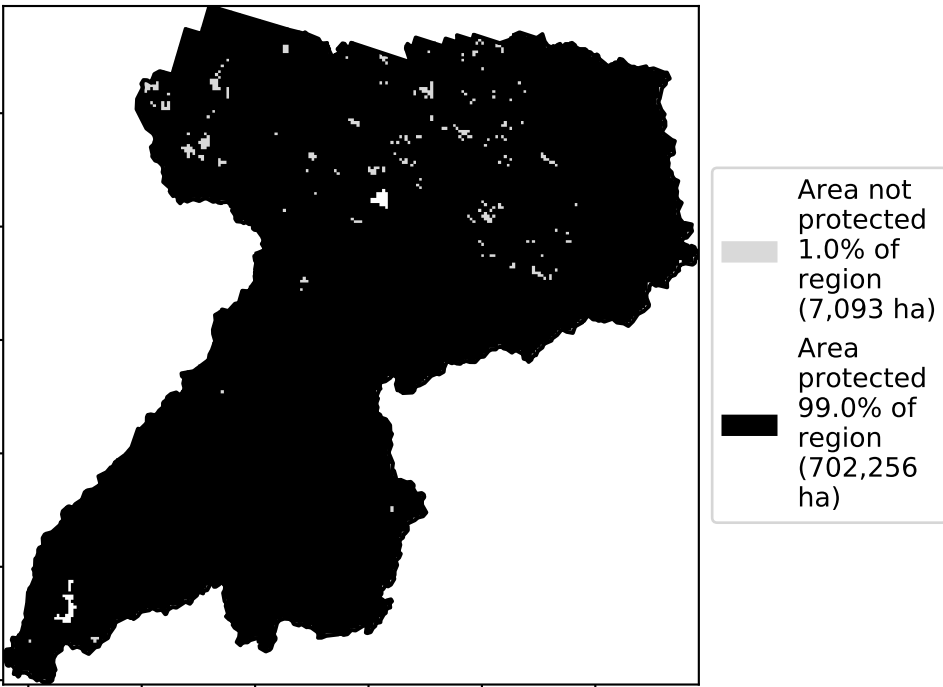 Area not
protected
1.0% of
region
(7,093 ha)
Area
protected
99.0% of
region
(702,256
ha)